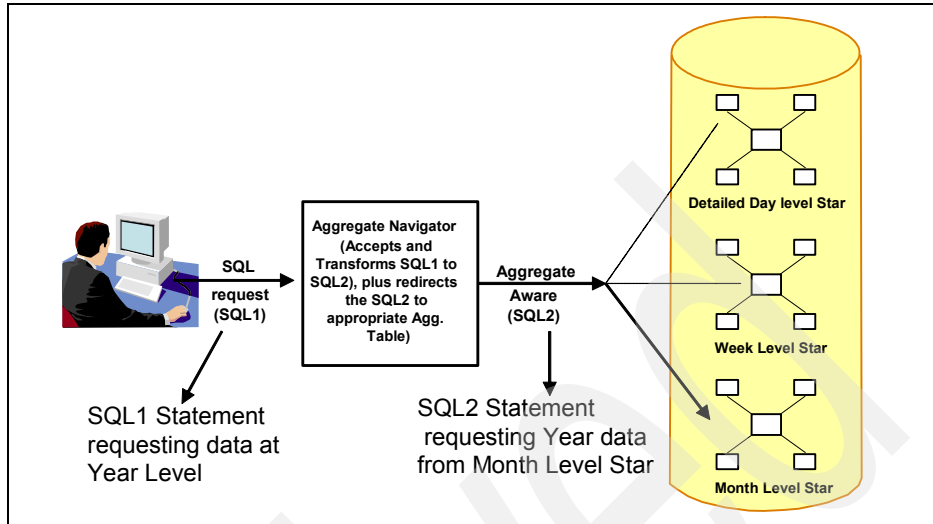 SQL
request
(SQL1)
Aggregate Navigator
(Accepts and
Transforms SQL1 to
SQL2), plus redirects
the SQL2 to
appropriate Agg.
Table)
Aggregate
Aware
(SQL2)
Detailed Day level Star
Week Level Star
Month Level Star
SQL1 Statement
requesting data at
Year Level
SQL2 Statement
requesting Year data
from Month Level Star